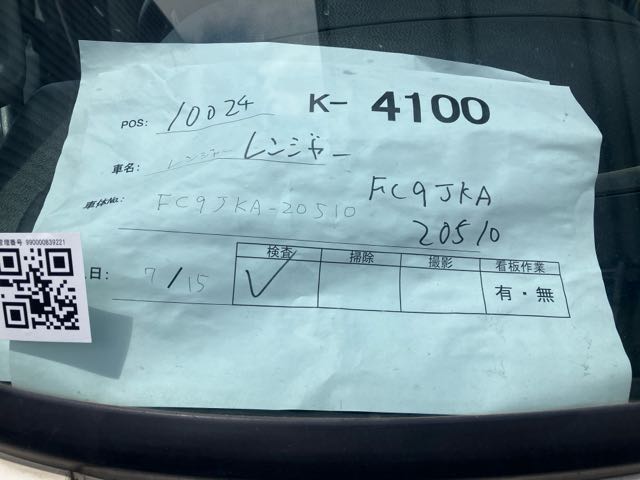 POS: 10024 K- 4100
車名: レンジャー レンジャー
車体No: FC9JKA-20510 FC9JKA
20510
管理番号 990000839221
日: 7/15
検査 掃除 撮影 看板作業
✓ 有・無